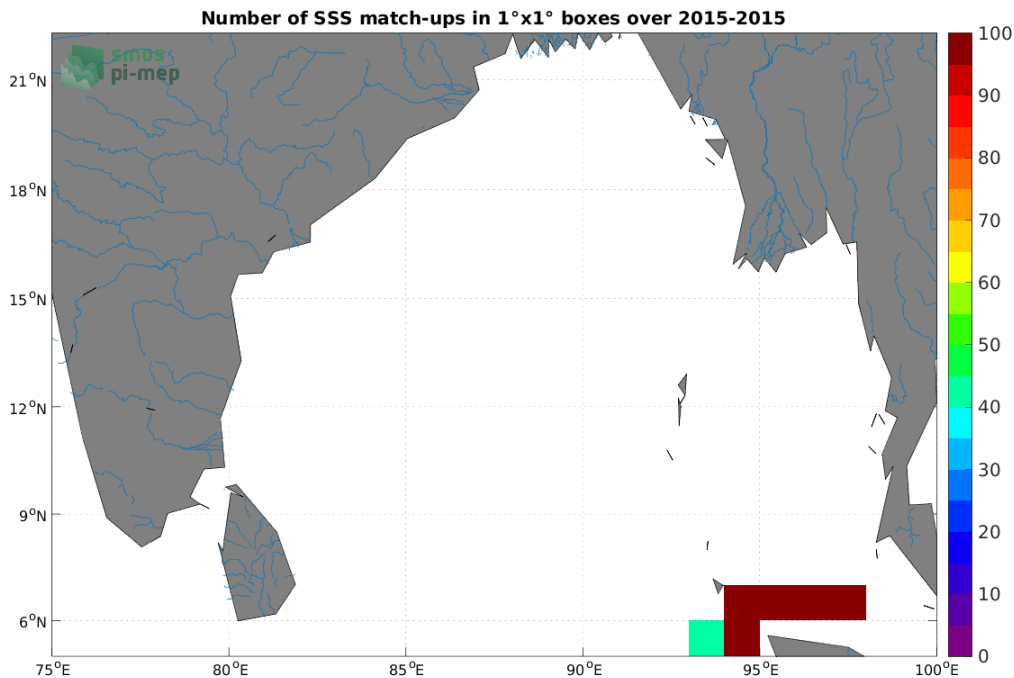 Number of SSS match-ups in 1°x1° boxes over 2015-2015
smos
pi-mep
21°N
18°N
15°N
12°N
9°N
6°N
75°E
80°E
85°E
90°E
95°E
100°E
100
90
80
70
60
50
40
30
20
10
0